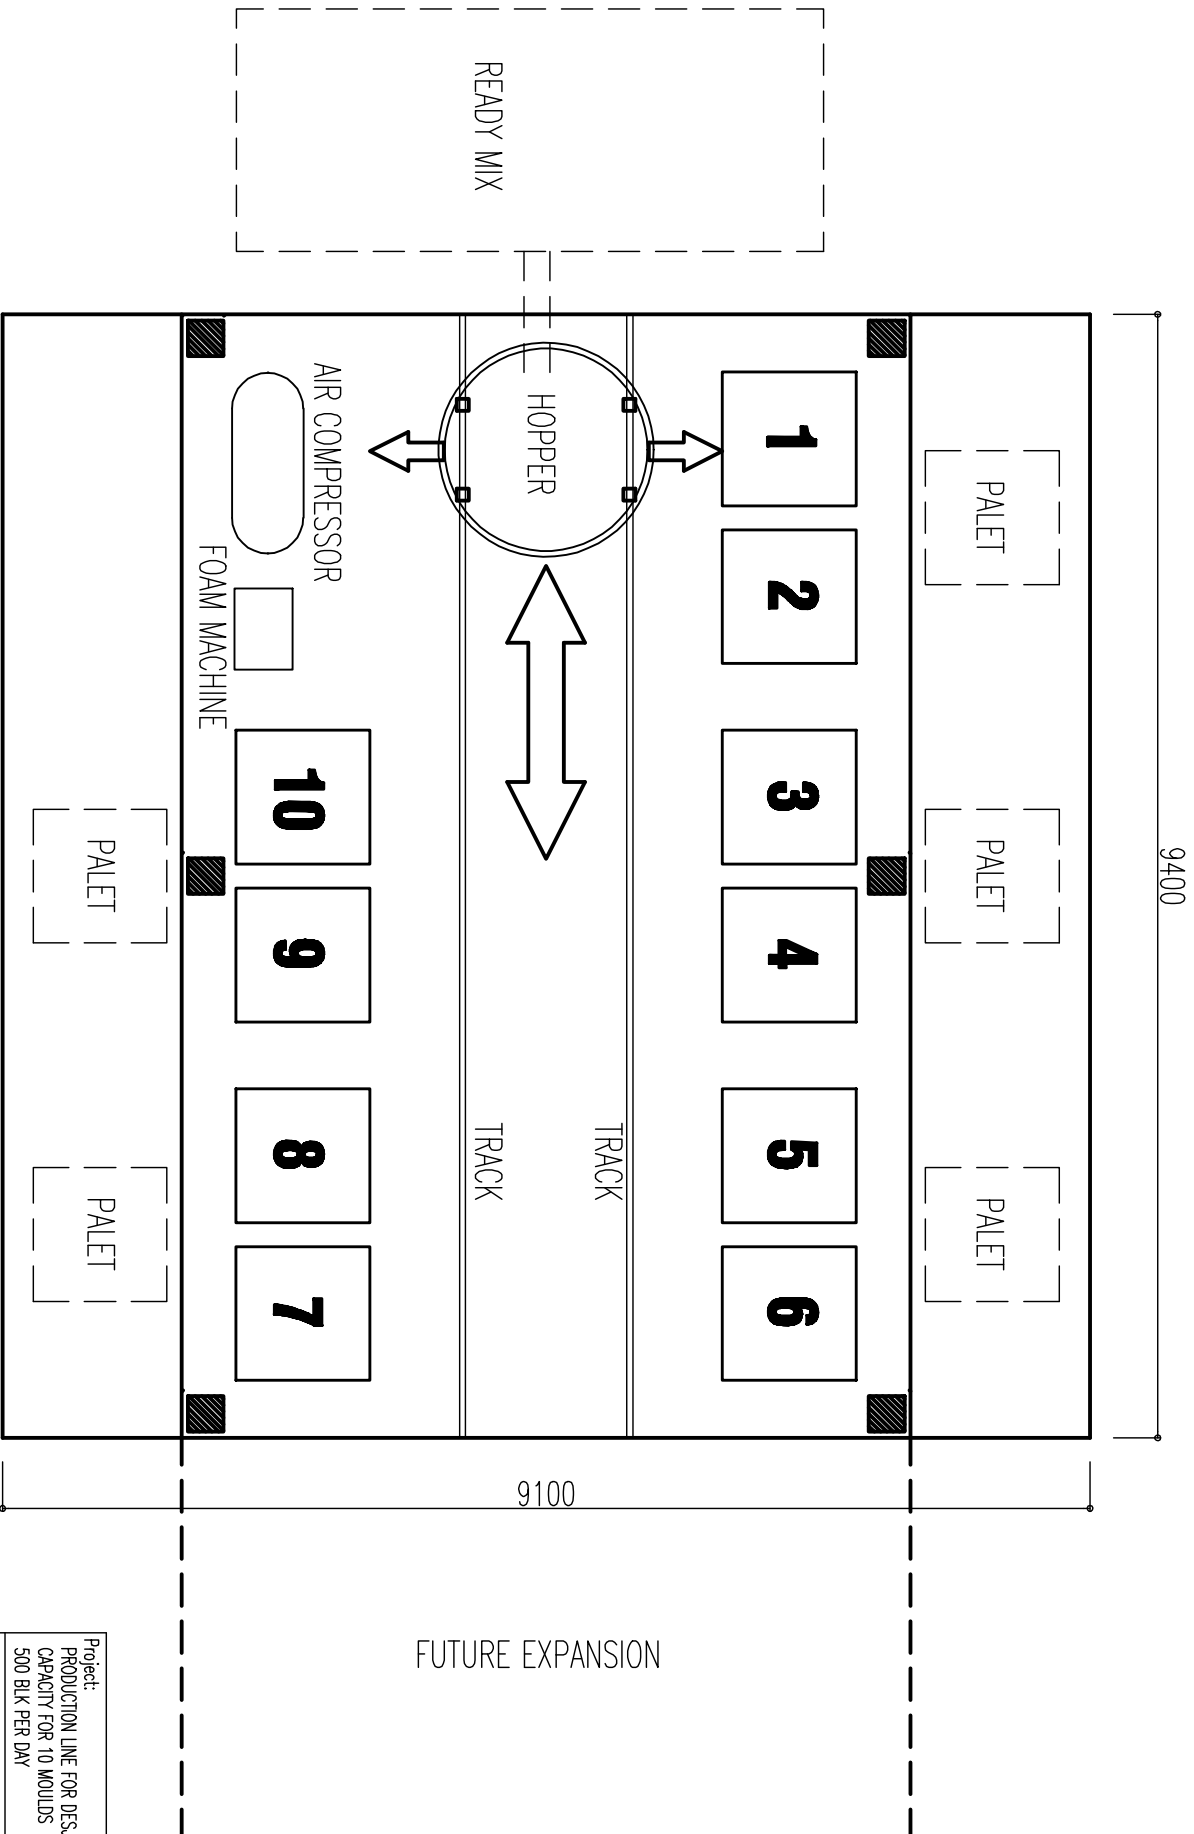 READY MIX
HOPPER
AIR COMPRESSOR
FOAM MACHINE
1
2
3
4
5
6
7
8
9
10
PALET
PALET
PALET
PALET
PALET
TRACK
TRACK
9400
9100
FUTURE EXPANSION
Project:
PRODUCTION LINE FOR
CAPACITY FOR 10 MOULDS
500 BLK PER DAY